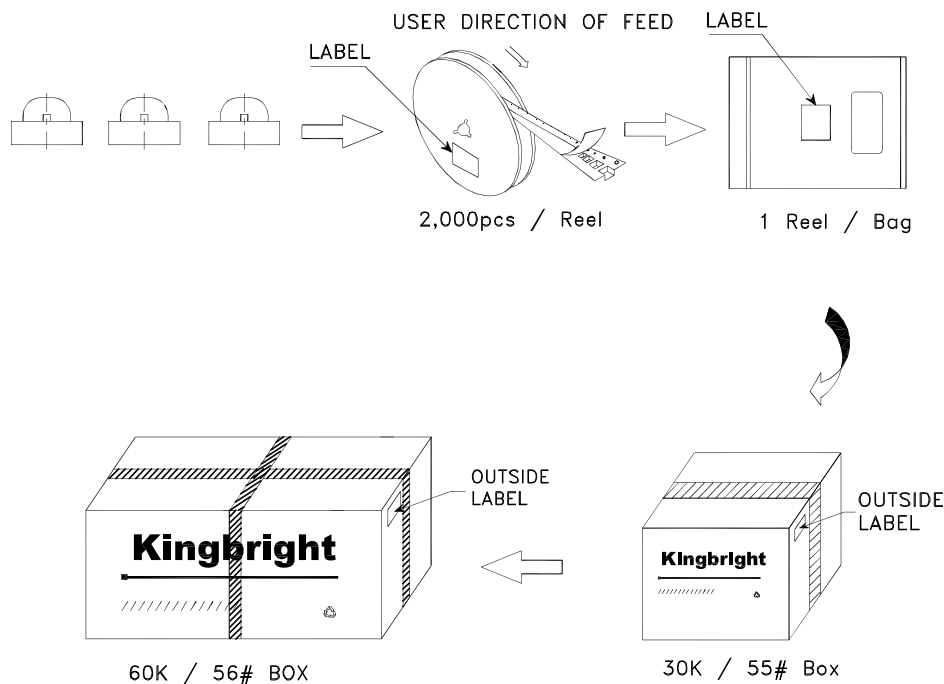 USER DIRECTION OF FEED
LABEL
LABEL
2,000pcs / Reel
1 Reel / Bag
OUTSIDE
LABEL
Kingbright
OUTSIDE
LABEL
Kingbright
60K / 56# BOX
30K / 55# Box